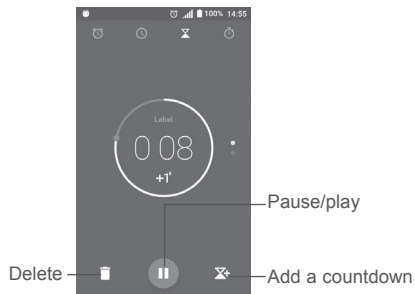 100% 14:55
Label
0 08
+1'
Pause/play
Delete
Add a countdown